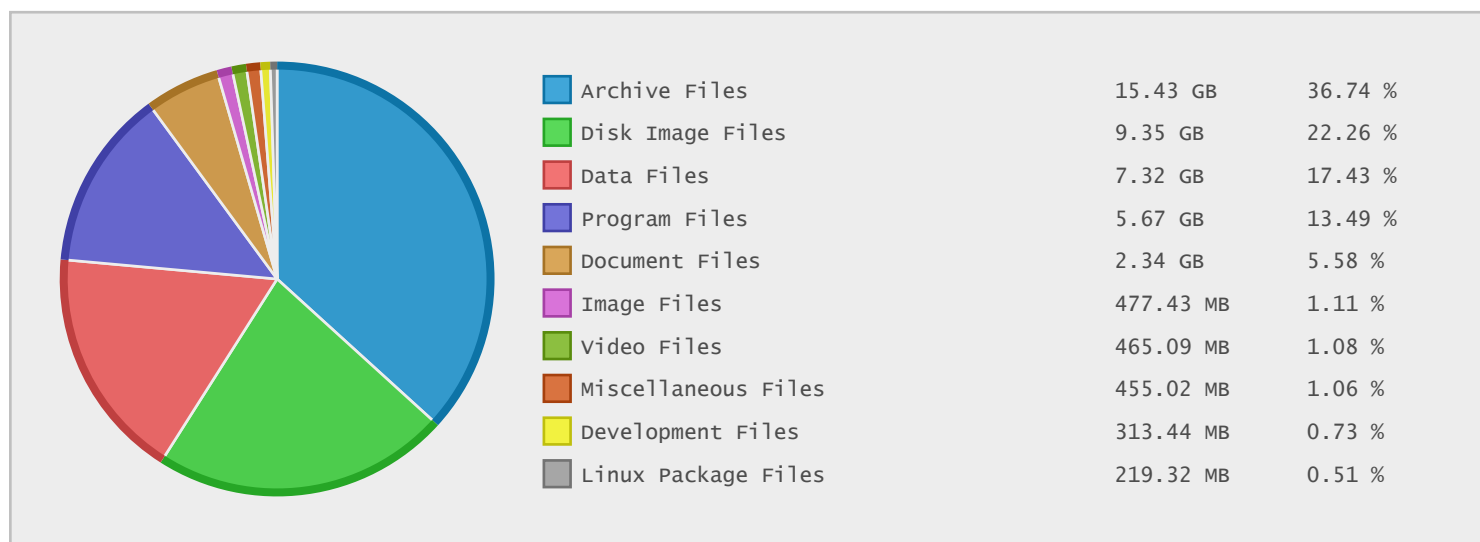 Archive Files 15.43 GB 36.74 %
Disk Image Files 9.35 GB 22.26 %
Data Files 7.32 GB 17.43 %
Program Files 5.67 GB 13.49 %
Document Files 2.34 GB 5.58 %
Image Files 477.43 MB 1.11 %
Video Files 465.09 MB 1.08 %
Miscellaneous Files 455.02 MB 1.06 %
Development Files 313.44 MB 0.73 %
Linux Package Files 219.32 MB 0.51 %